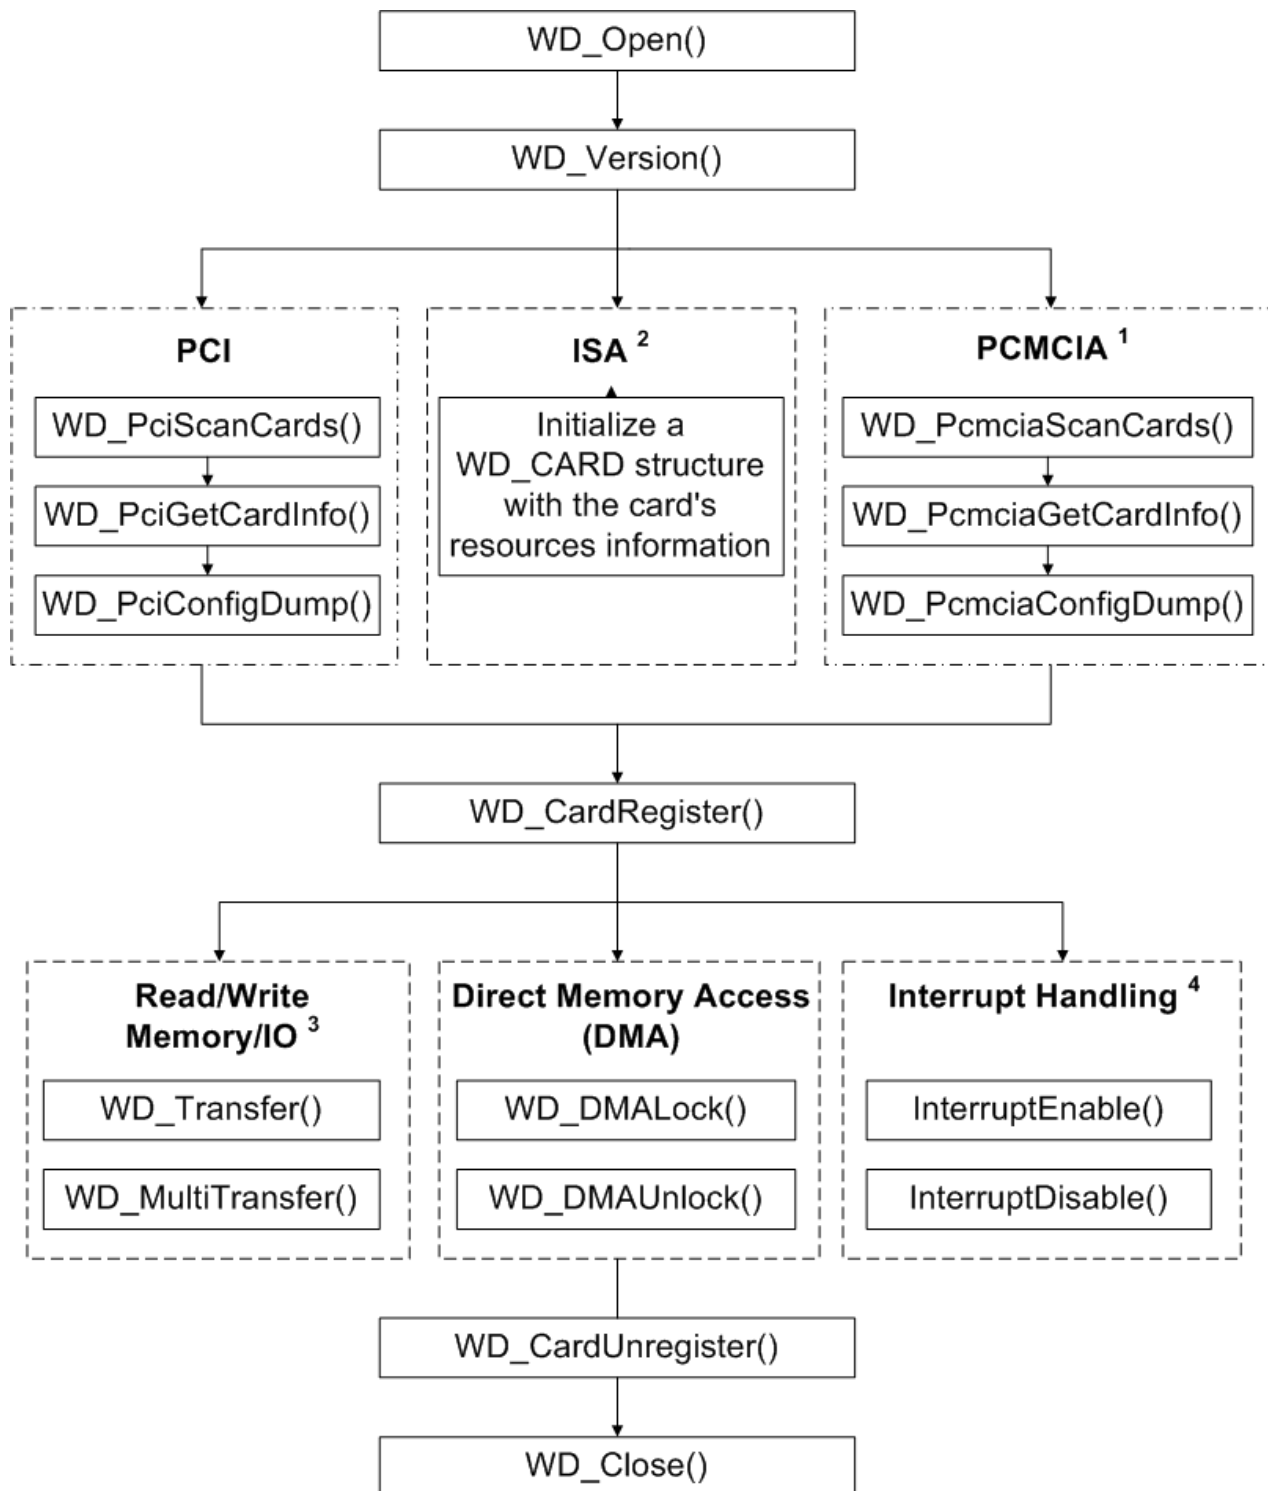 WD_Open()
WD_Version()
PCI
WD_PciScanCards()
WD_PciGetCardInfo()
WD_PciConfigDump()
ISA 2
Initialize a
WD_CARD structure
with the card's
resources information
PCMCIA 1
WD_PcmciaScanCards()
WD_PcmciaGetCardInfo()
WD_PcmciaConfigDump()
WD_CardRegister()
Read/Write
Memory/IO 3
WD_Transfer()
WD_MultiTransfer()
Direct Memory Access
(DMA)
WD_DMALock()
WD_DMAUnlock()
Interrupt Handling 4
InterruptEnable()
InterruptDisable()
WD_CardUnregister()
WD_Close()